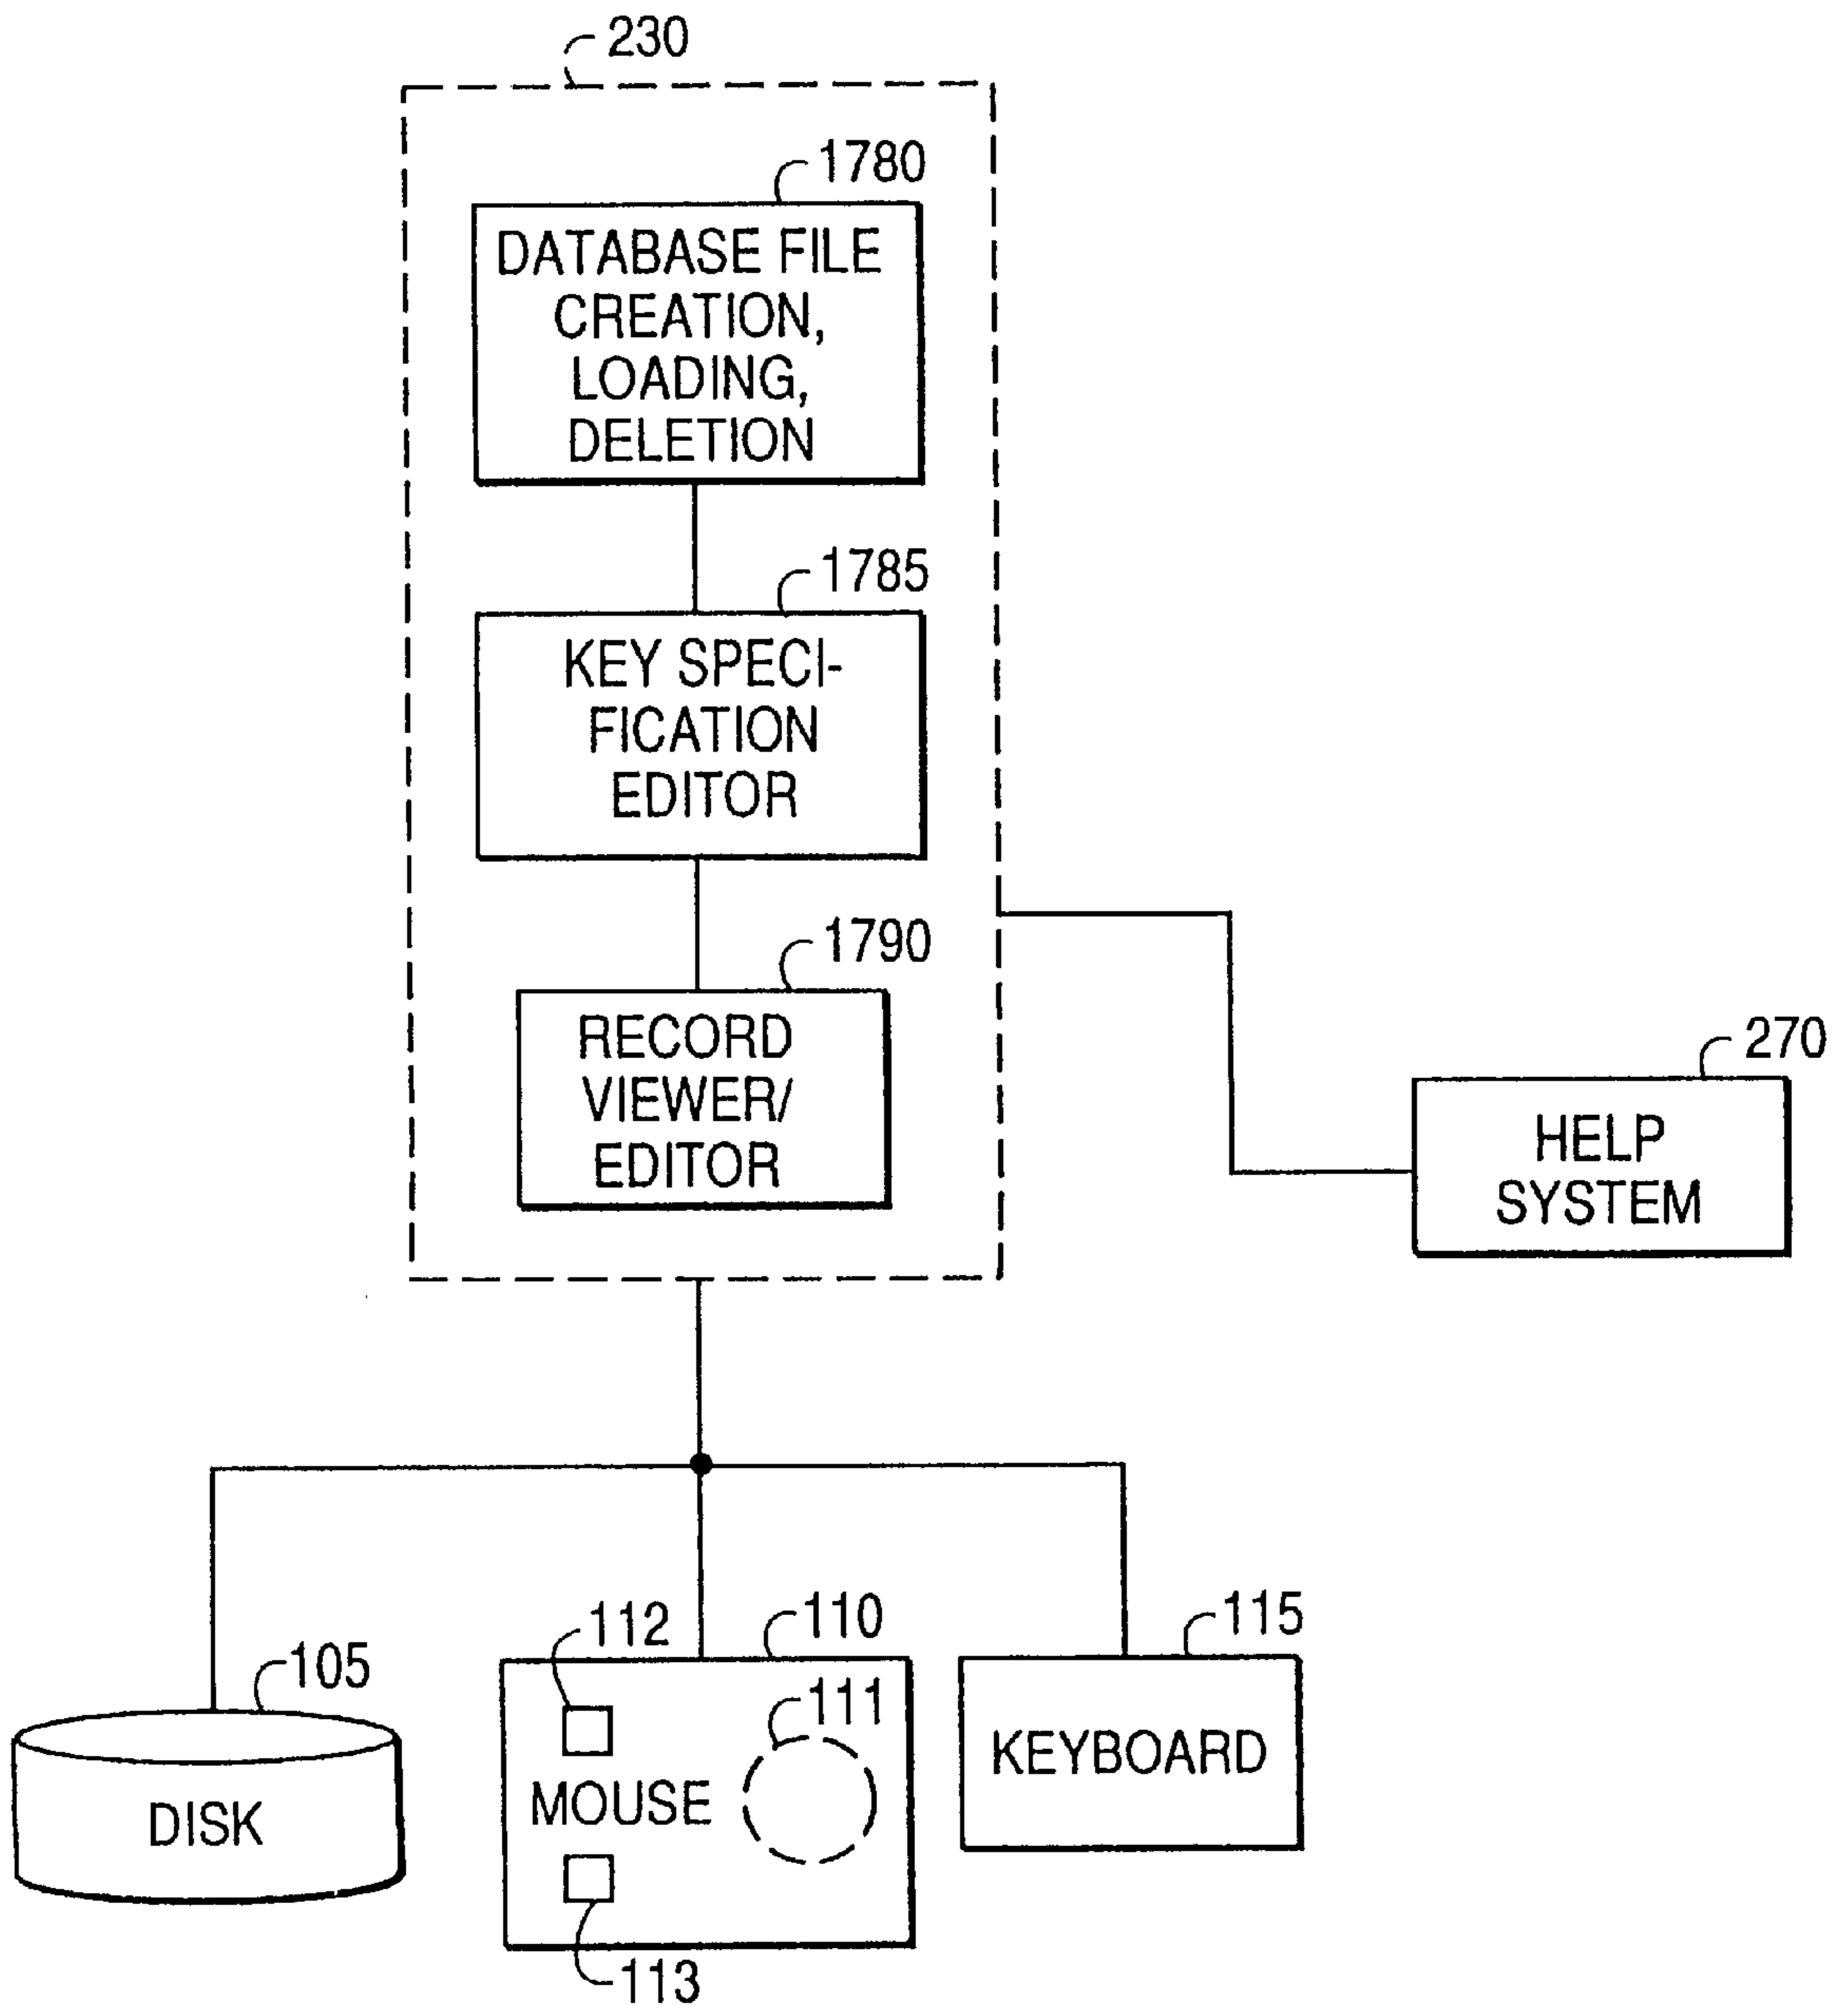 230
1780
DATABASE FILE
CREATION,
LOADING,
DELETION
1785
KEY SPECI-
FICATION
EDITOR
1790
RECORD
VIEWER/
EDITOR
270
HELP
SYSTEM
105
DISK
112
110
111
MOUSE
113
115
KEYBOARD